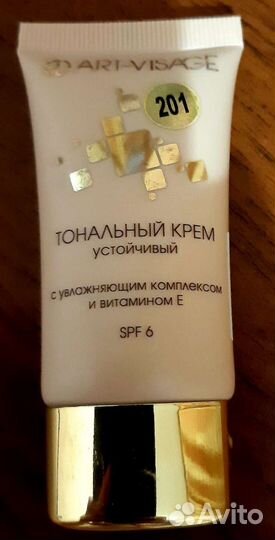 ART-VISAGE
201
ТОНАЛЬНЫЙ КРЕМ
УСТОЙЧИВЫЙ
С УВЛАЖНЯЮЩИМ КОМПЛЕКСОМ
И ВИТАМИНОМ Е
SPF 6
Avito